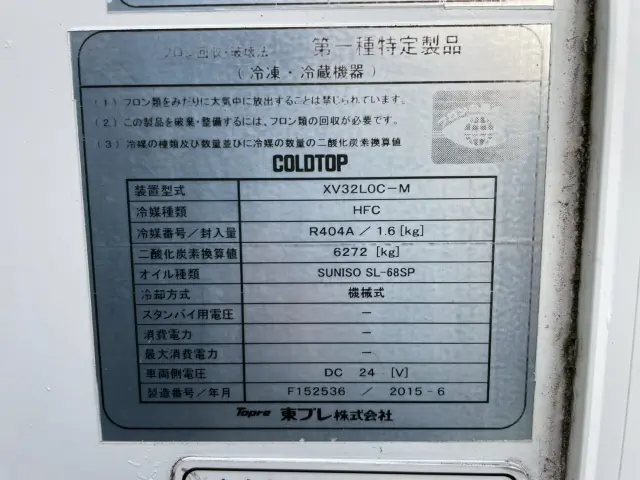 フロン回収・破壊法 第一種特定製品
（冷凍・冷蔵機器）
（１）フロン類をみだりに大気中に放出することは禁じられています。
（２）この製品を廃棄・整備するには、フロン類の回収が必要です。
（３）冷媒の種類及び数量並びに冷媒の数量の二酸化炭素換算値
COLDTOP
装置型式 XV32LOC-M
冷媒種類 HFC
冷媒番号／封入量 R404A ／ 1.6 [kg]
二酸化炭素換算値 6272 [kg]
オイル種類 SUNISO SL-68SP
冷却方式 機械式
スタンバイ用電圧 －
消費電力 －
最大消費電力 －
車両側電圧 DC 24 [V]
製造番号／年月 F152536 ／ 2015-6
Topre 東プレ株式会社